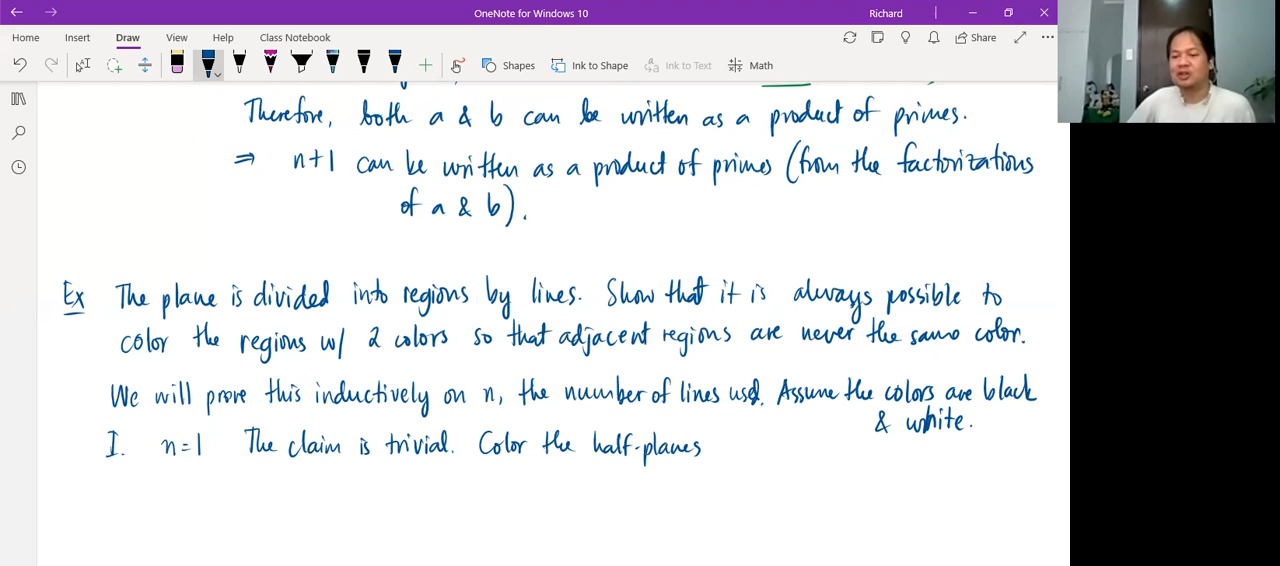 OneNote for Windows 10
Richard
Home Insert Draw View Help Class Notebook
Share
Shapes Ink to Shape Ink to Text Math
Therefore, both a & b can be written as a product of primes.
⇒ n+1 can be written as a product of primes (from the factorizations
of a & b).
Ex The plane is divided into regions by lines. Show that it is always possible to
color the regions w/ 2 colors so that adjacent regions are never the same color.
We will prove this inductively on n, the number of lines used. Assume the colors are black
& white.
I. n=1 The claim is trivial. Color the half-planes